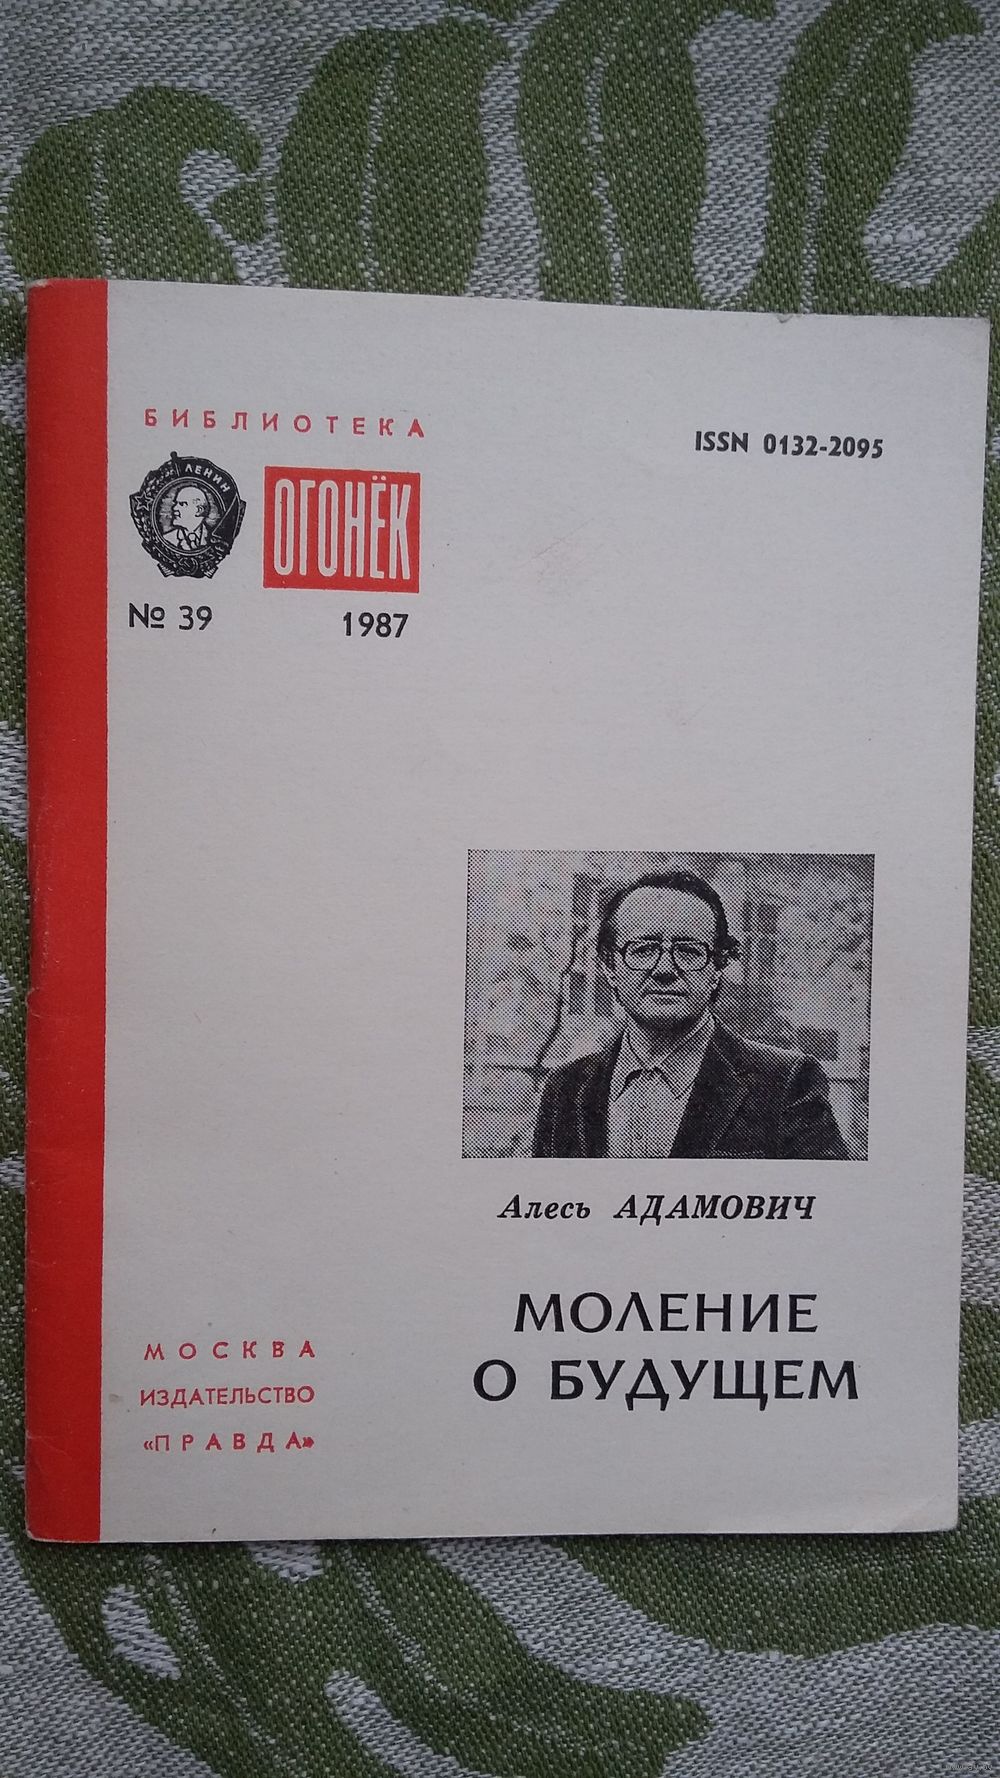 БИБЛИОТЕКА
ISSN 0132-2095
ЛЕНИН
ОГОНЁК
№ 39 1987
Алесь АДАМОВИЧ
МОЛЕНИЕ
О БУДУЩЕМ
МОСКВА
ИЗДАТЕЛЬСТВО
«ПРАВДА»